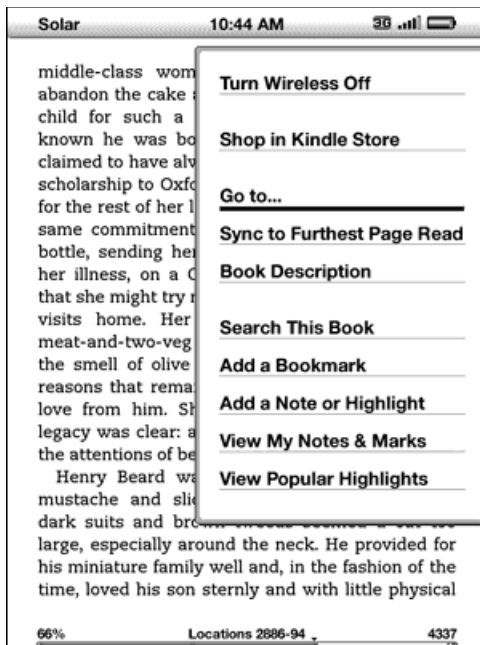 Solar 10:44 AM 3G
middle-class wom
abandon the cake
child for such a
known he was bo
claimed to have alv
scholarship to Oxfo
for the rest of her l
same commitment
bottle, sending her
her illness, on a
that she might try
visits home. Her
meat-and-two-veg
the smell of olive
reasons that rema
love from him. Sh
legacy was clear: a
the attentions of be
Turn Wireless Off
Shop in Kindle Store
Go to...
Sync to Furthest Page Read
Book Description
Search This Book
Add a Bookmark
Add a Note or Highlight
View My Notes & Marks
View Popular Highlights
Henry Beard wa
mustache and slic
dark suits and
large, especially around the neck. He provided for
his miniature family well and, in the fashion of the
time, loved his son sternly and with little physical
66% Locations 2886-94 4337